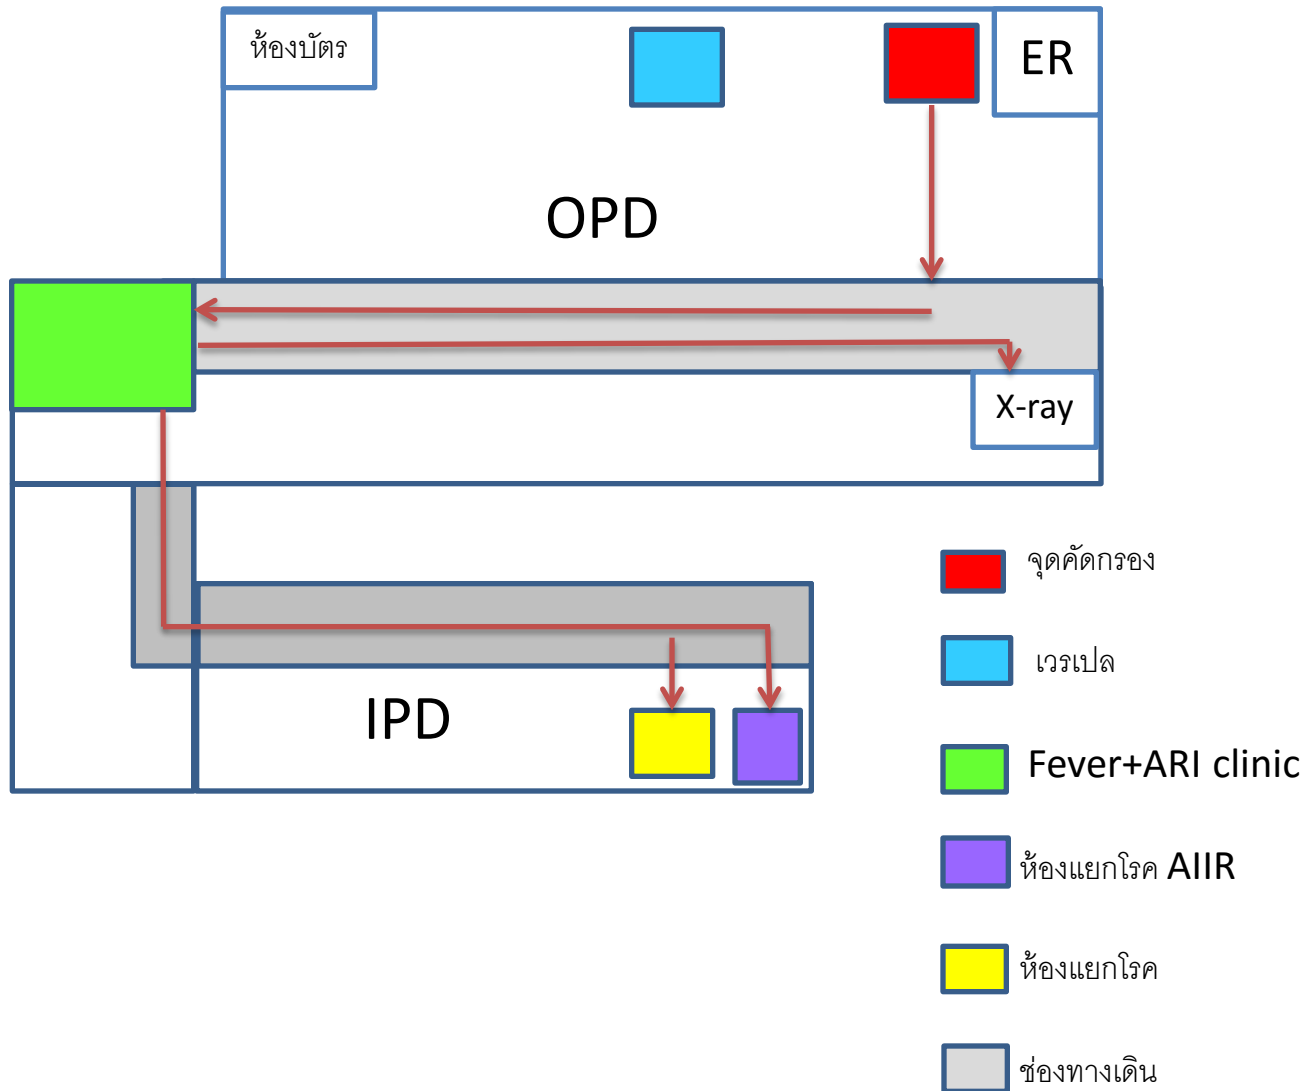 ห้องบัตร
ER
OPD
X-ray
IPD
จุดคัดกรอง
เวรเปล
Fever+ARI clinic
ห้องแยกโรค AIIR
ห้องแยกโรค
ช่องทางเดิน